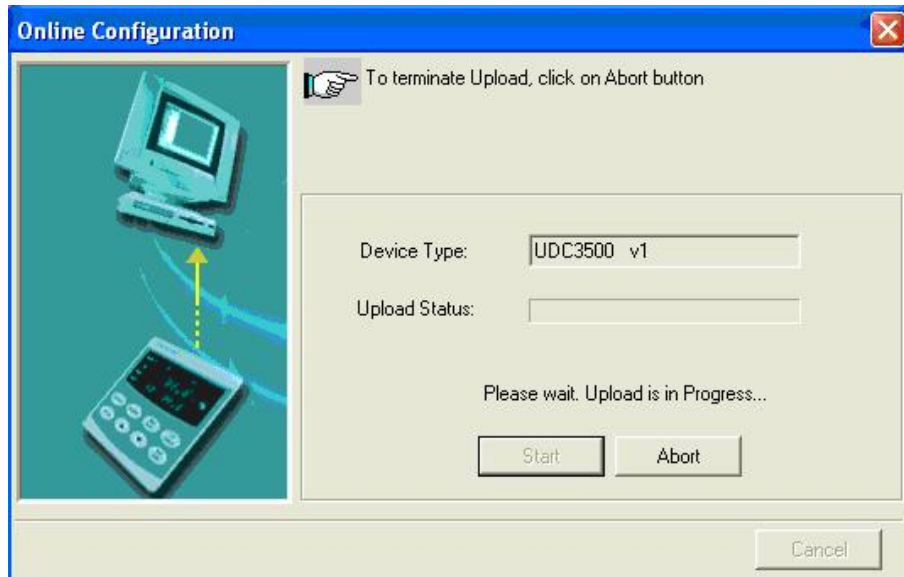 Online Configuration
To terminate Upload, click on Abort button
Device Type: UDC3500 v1
Upload Status:
Please wait. Upload is in Progress...
Start Abort
Cancel